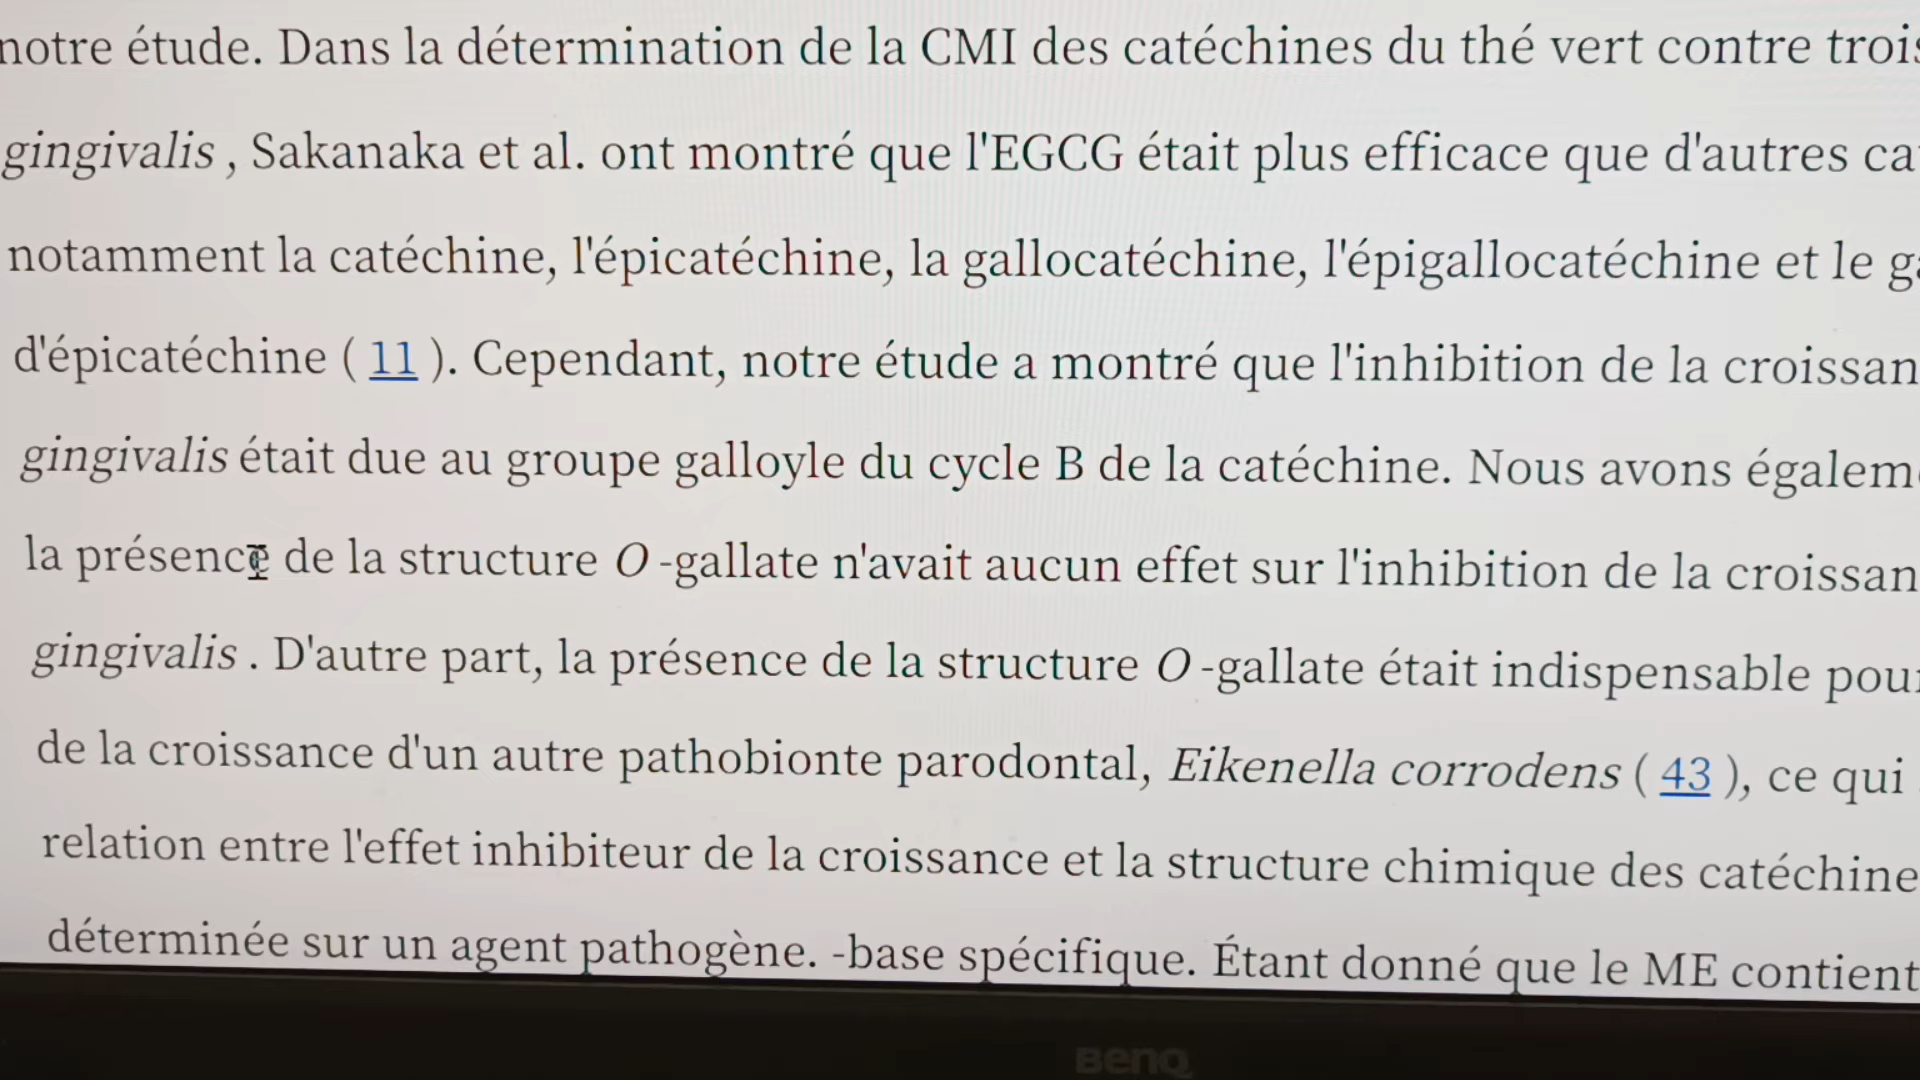 notre étude. Dans la détermination de la CMI des catéchines du thé vert contre trois
gingivalis , Sakanaka et al. ont montré que l'EGCG était plus efficace que d'autres ca
notamment la catéchine, l'épicatéchine, la gallocatéchine, l'épigallocatéchine et le ga
d'épicatéchine ( 11 ). Cependant, notre étude a montré que l'inhibition de la croissan
gingivalis était due au groupe galloyle du cycle B de la catéchine. Nous avons égaleme
la présence de la structure O -gallate n'avait aucun effet sur l'inhibition de la croissan
gingivalis . D'autre part, la présence de la structure O -gallate était indispensable pour
de la croissance d'un autre pathobionte parodontal, Eikenella corrodens ( 43 ), ce qui
relation entre l'effet inhibiteur de la croissance et la structure chimique des catéchine
déterminée sur un agent pathogène. -base spécifique. Étant donné que le ME contient
BenQ